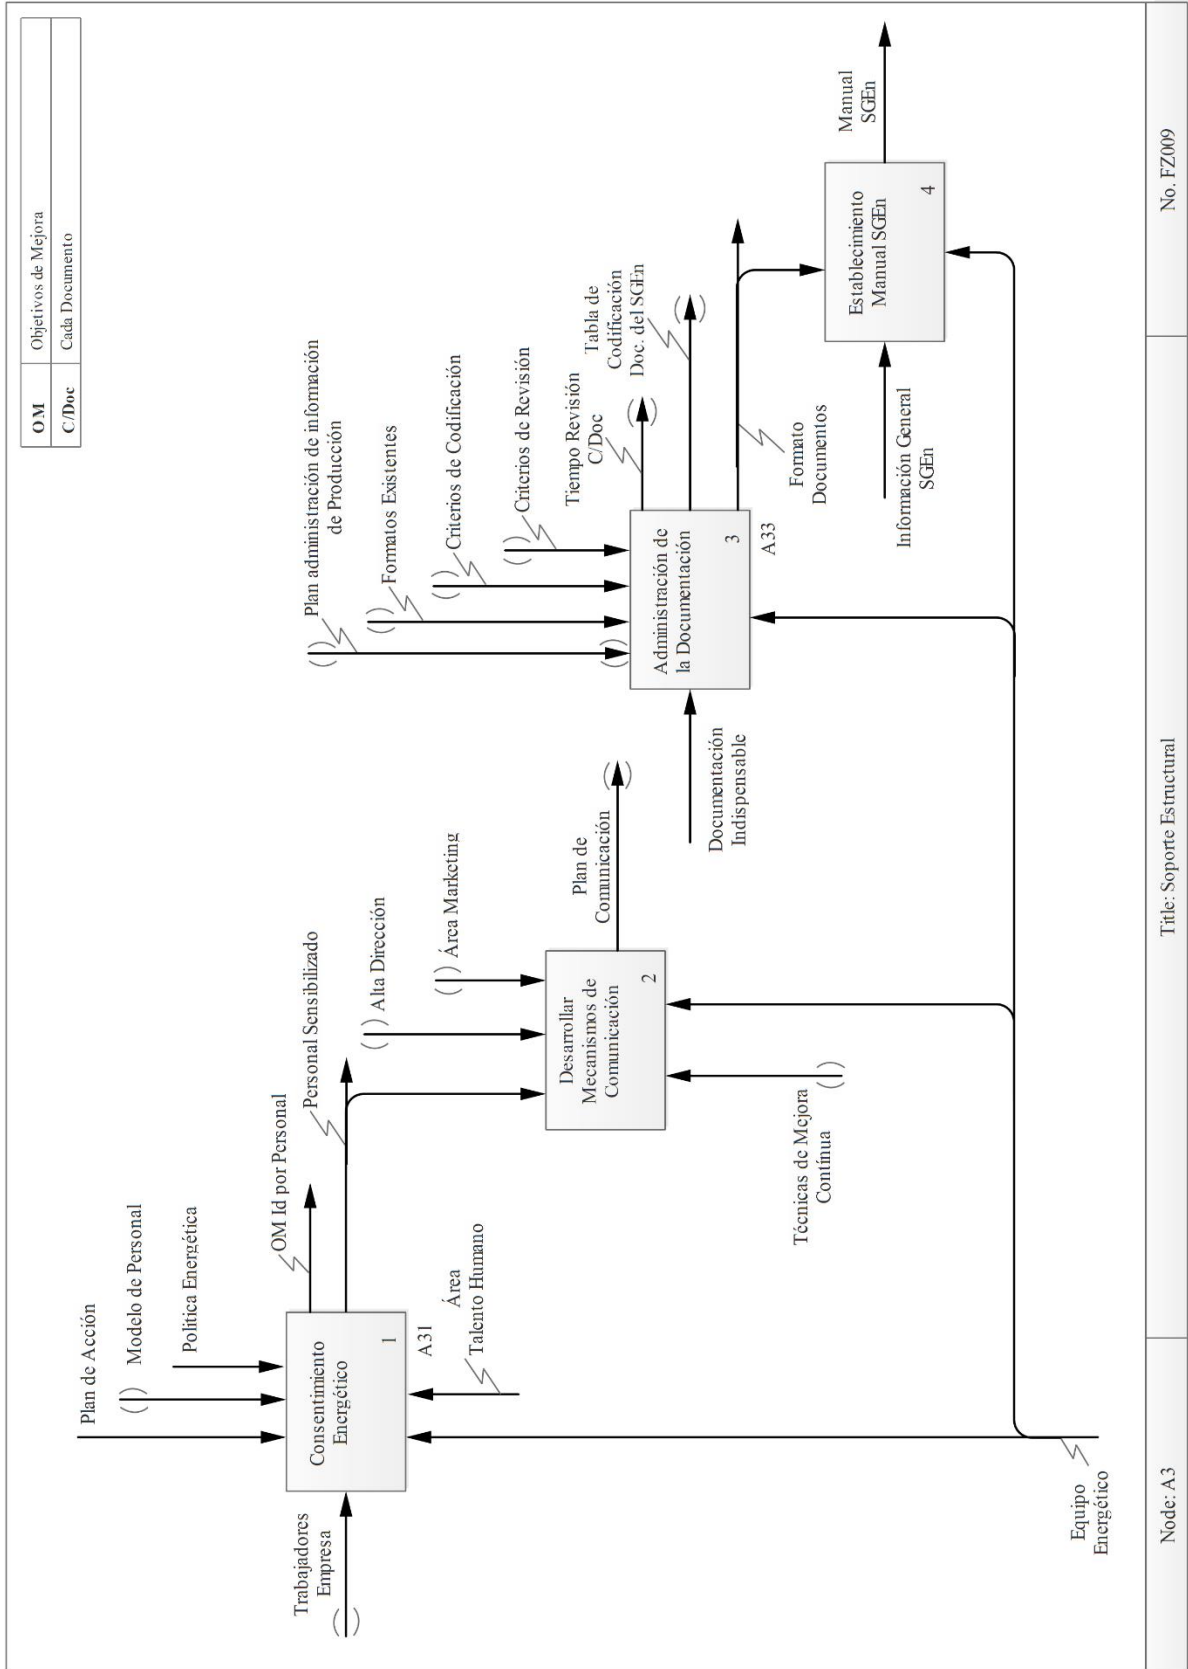 OM Objetivos de Mejora
C/Doc Cada Documento
Plan de Acción
Modelo de Personal
Politica Energética
OM Id por Personal
Personal Sensibilizado
Trabajadores
Empresa
Consentimiento
Energético
1
A31
Área
Talento Humano
Alta Dirección
Área Marketing
Desarrollar
Mecanismos de
Comunicación
2
Plan de
Comunicación
Técnicas de Mejora
Contínua
Plan administración de información
de Producción
Formatos Existentes
Criterios de Codificación
Criterios de Revisión
Tiempo Revisión
C/Doc
Tabla de
Codificación
Doc. del SGEn
Documentación
Indispensable
Administración de
la Documentación
3
A33
Formato
Documentos
Información General
SGEn
Establecimiento
Manual SGEn
4
Manual
SGEn
Equipo
Energético
Node: A3
Title: Soporte Estructural
No. FZ009